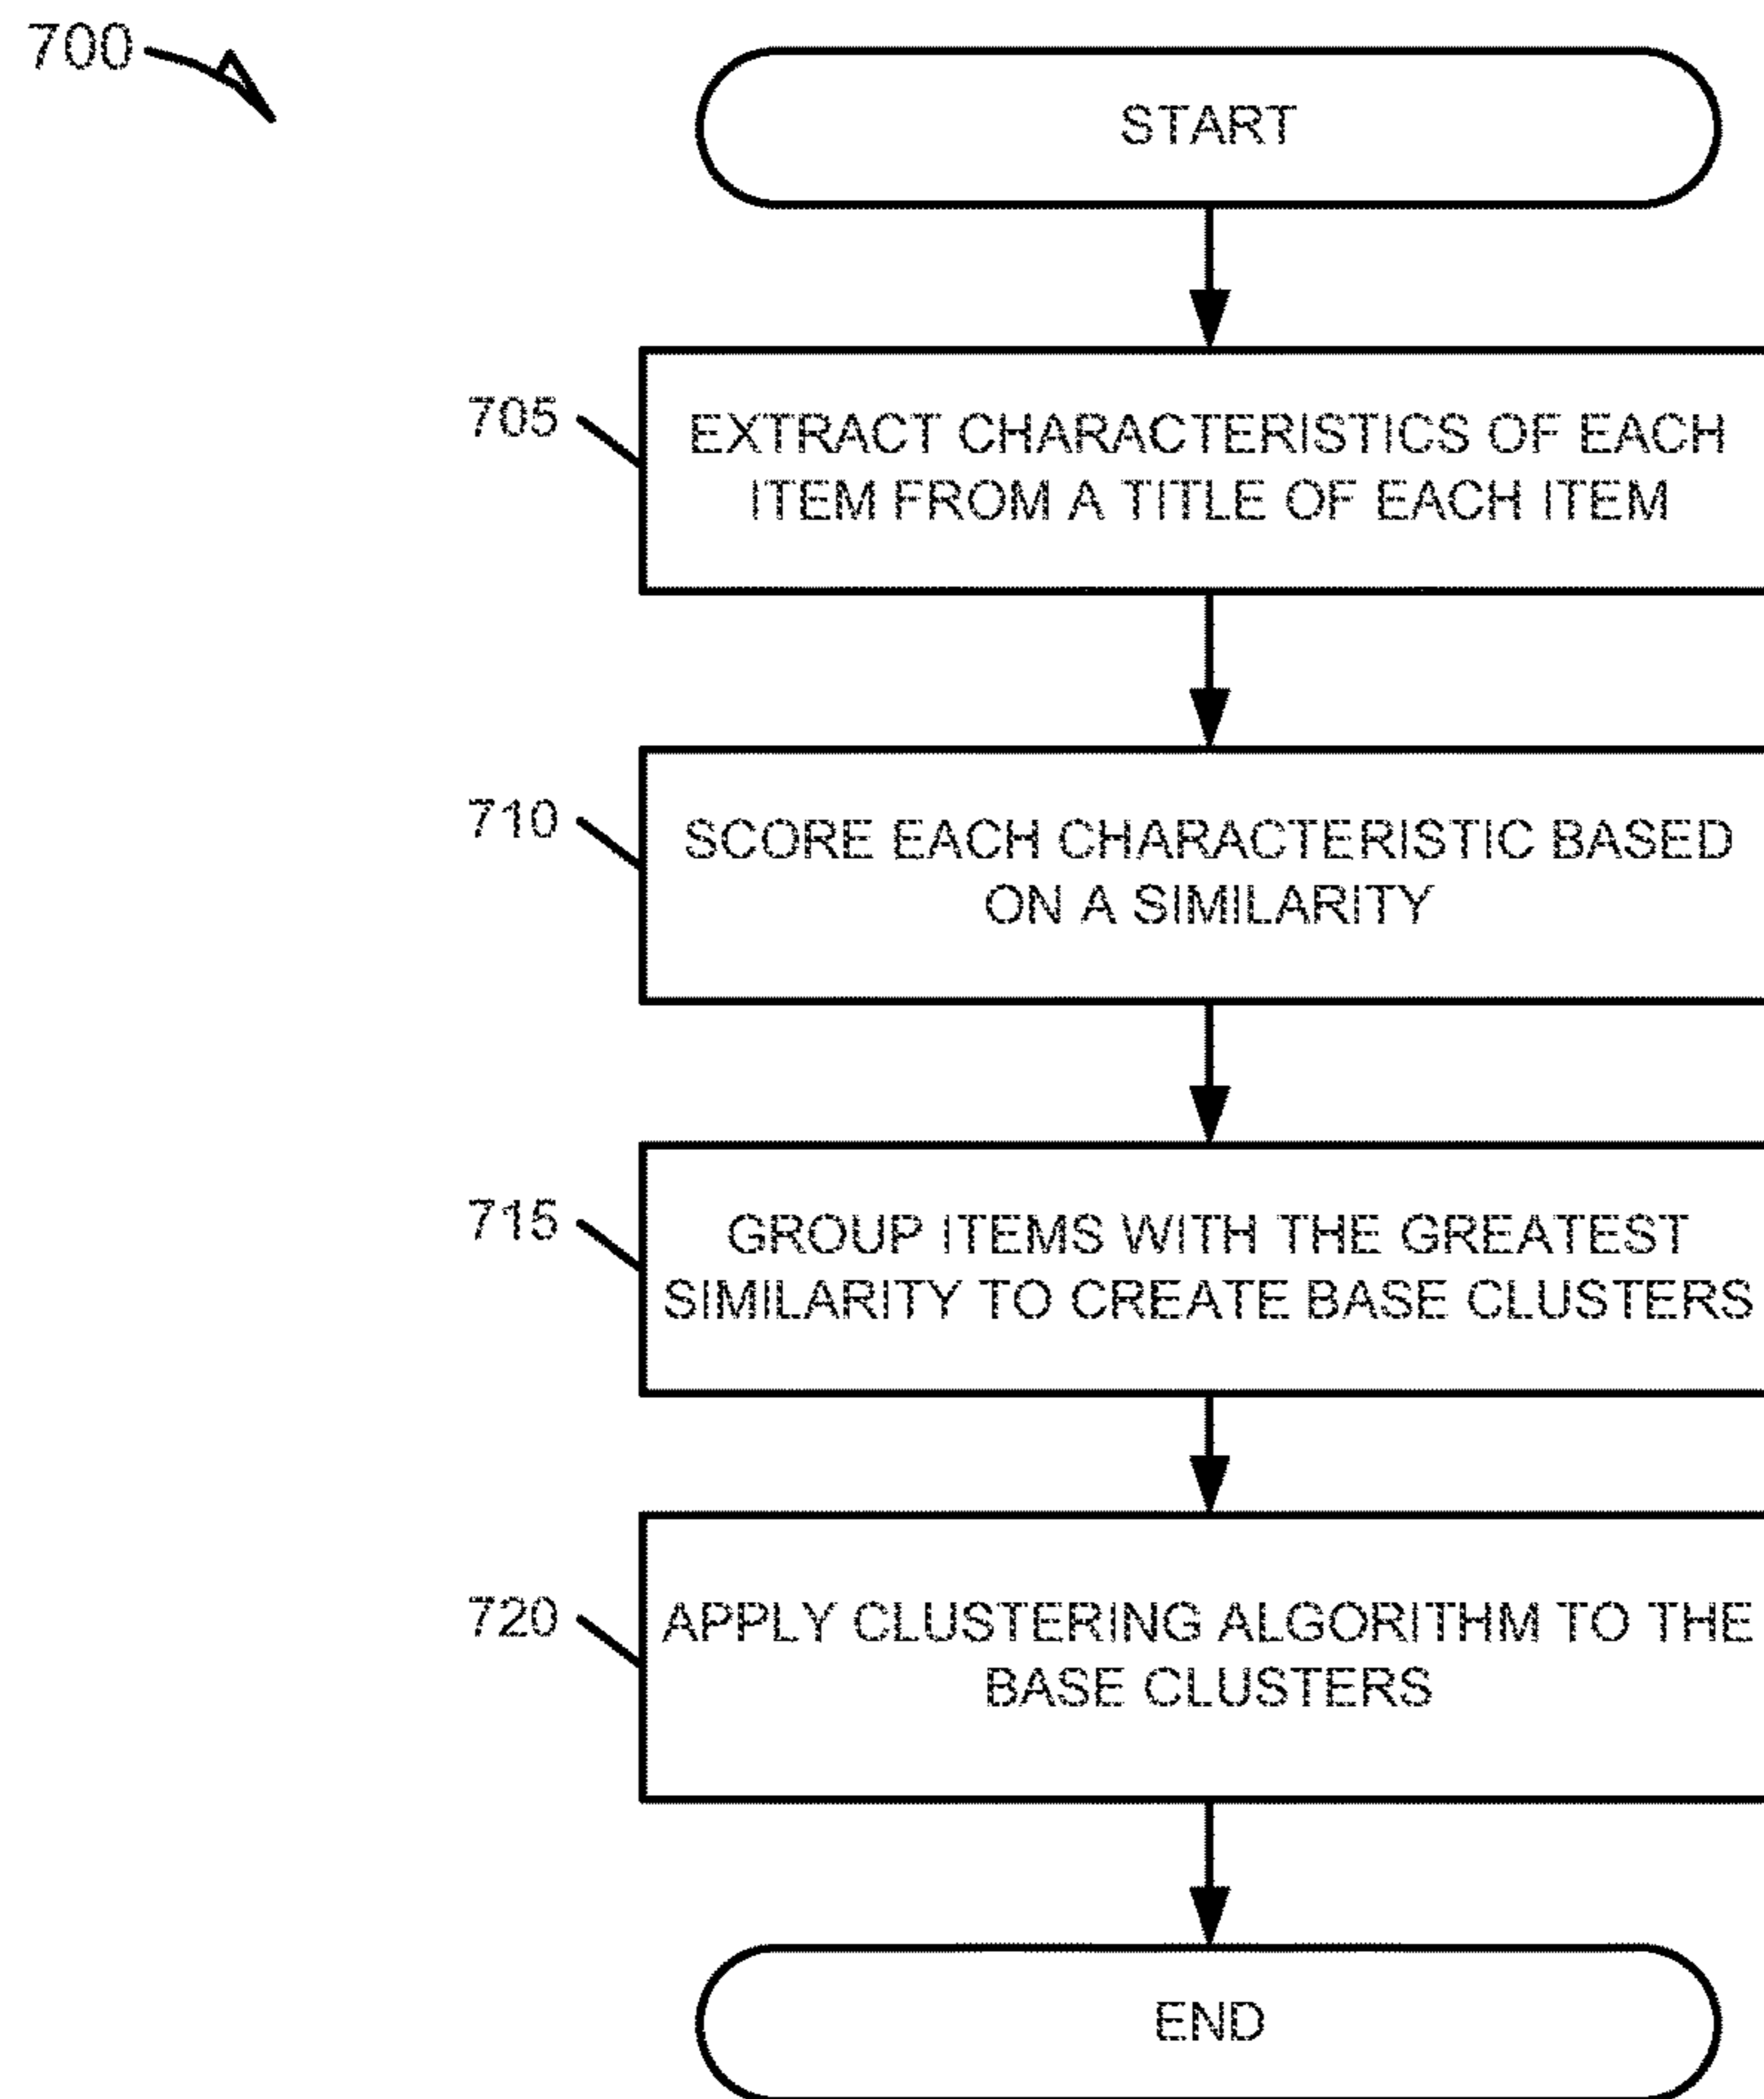 700
START
705
EXTRACT CHARACTERISTICS OF EACH
ITEM FROM A TITLE OF EACH ITEM
710
SCORE EACH CHARACTERISTIC BASED
ON A SIMILARITY
715
GROUP ITEMS WITH THE GREATEST
SIMILARITY TO CREATE BASE CLUSTERS
720
APPLY CLUSTERING ALGORITHM TO THE
BASE CLUSTERS
END